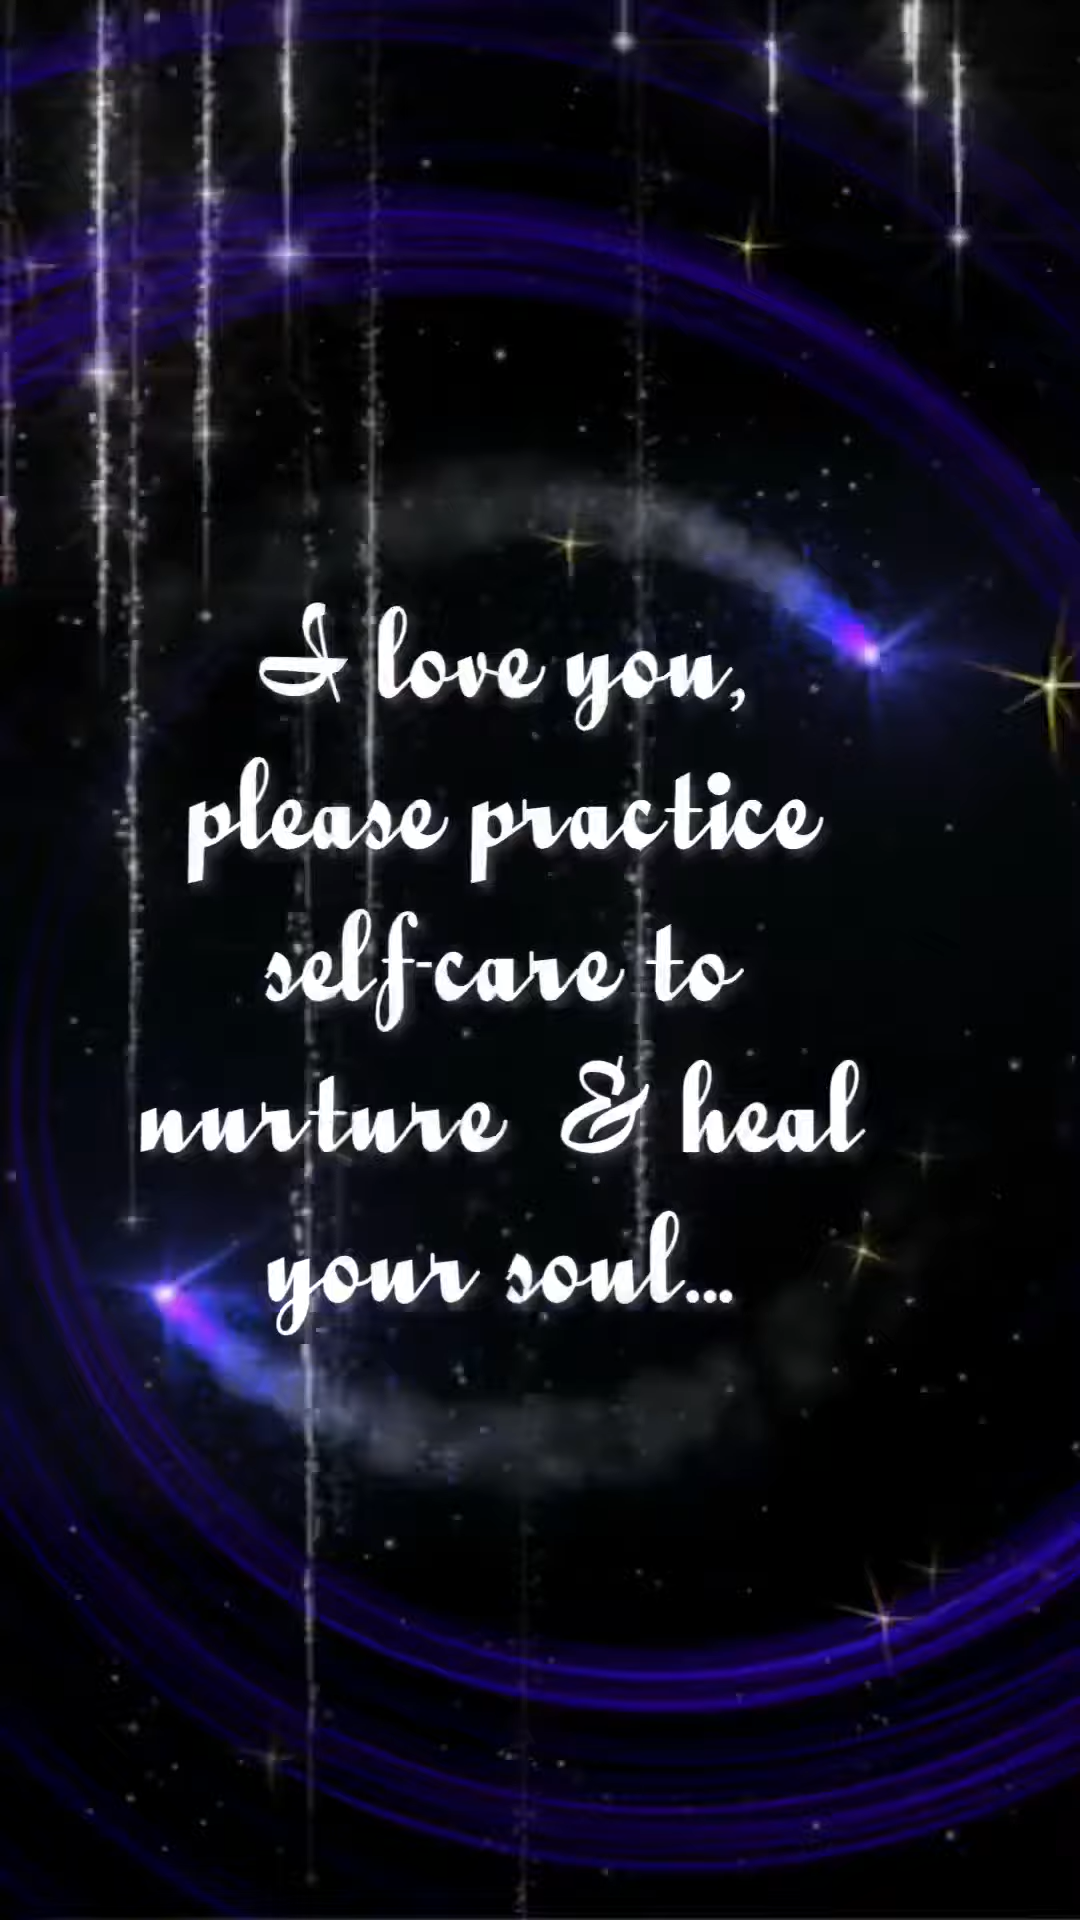 I love you,
please practice
self-care to
nurture & heal
your soul...